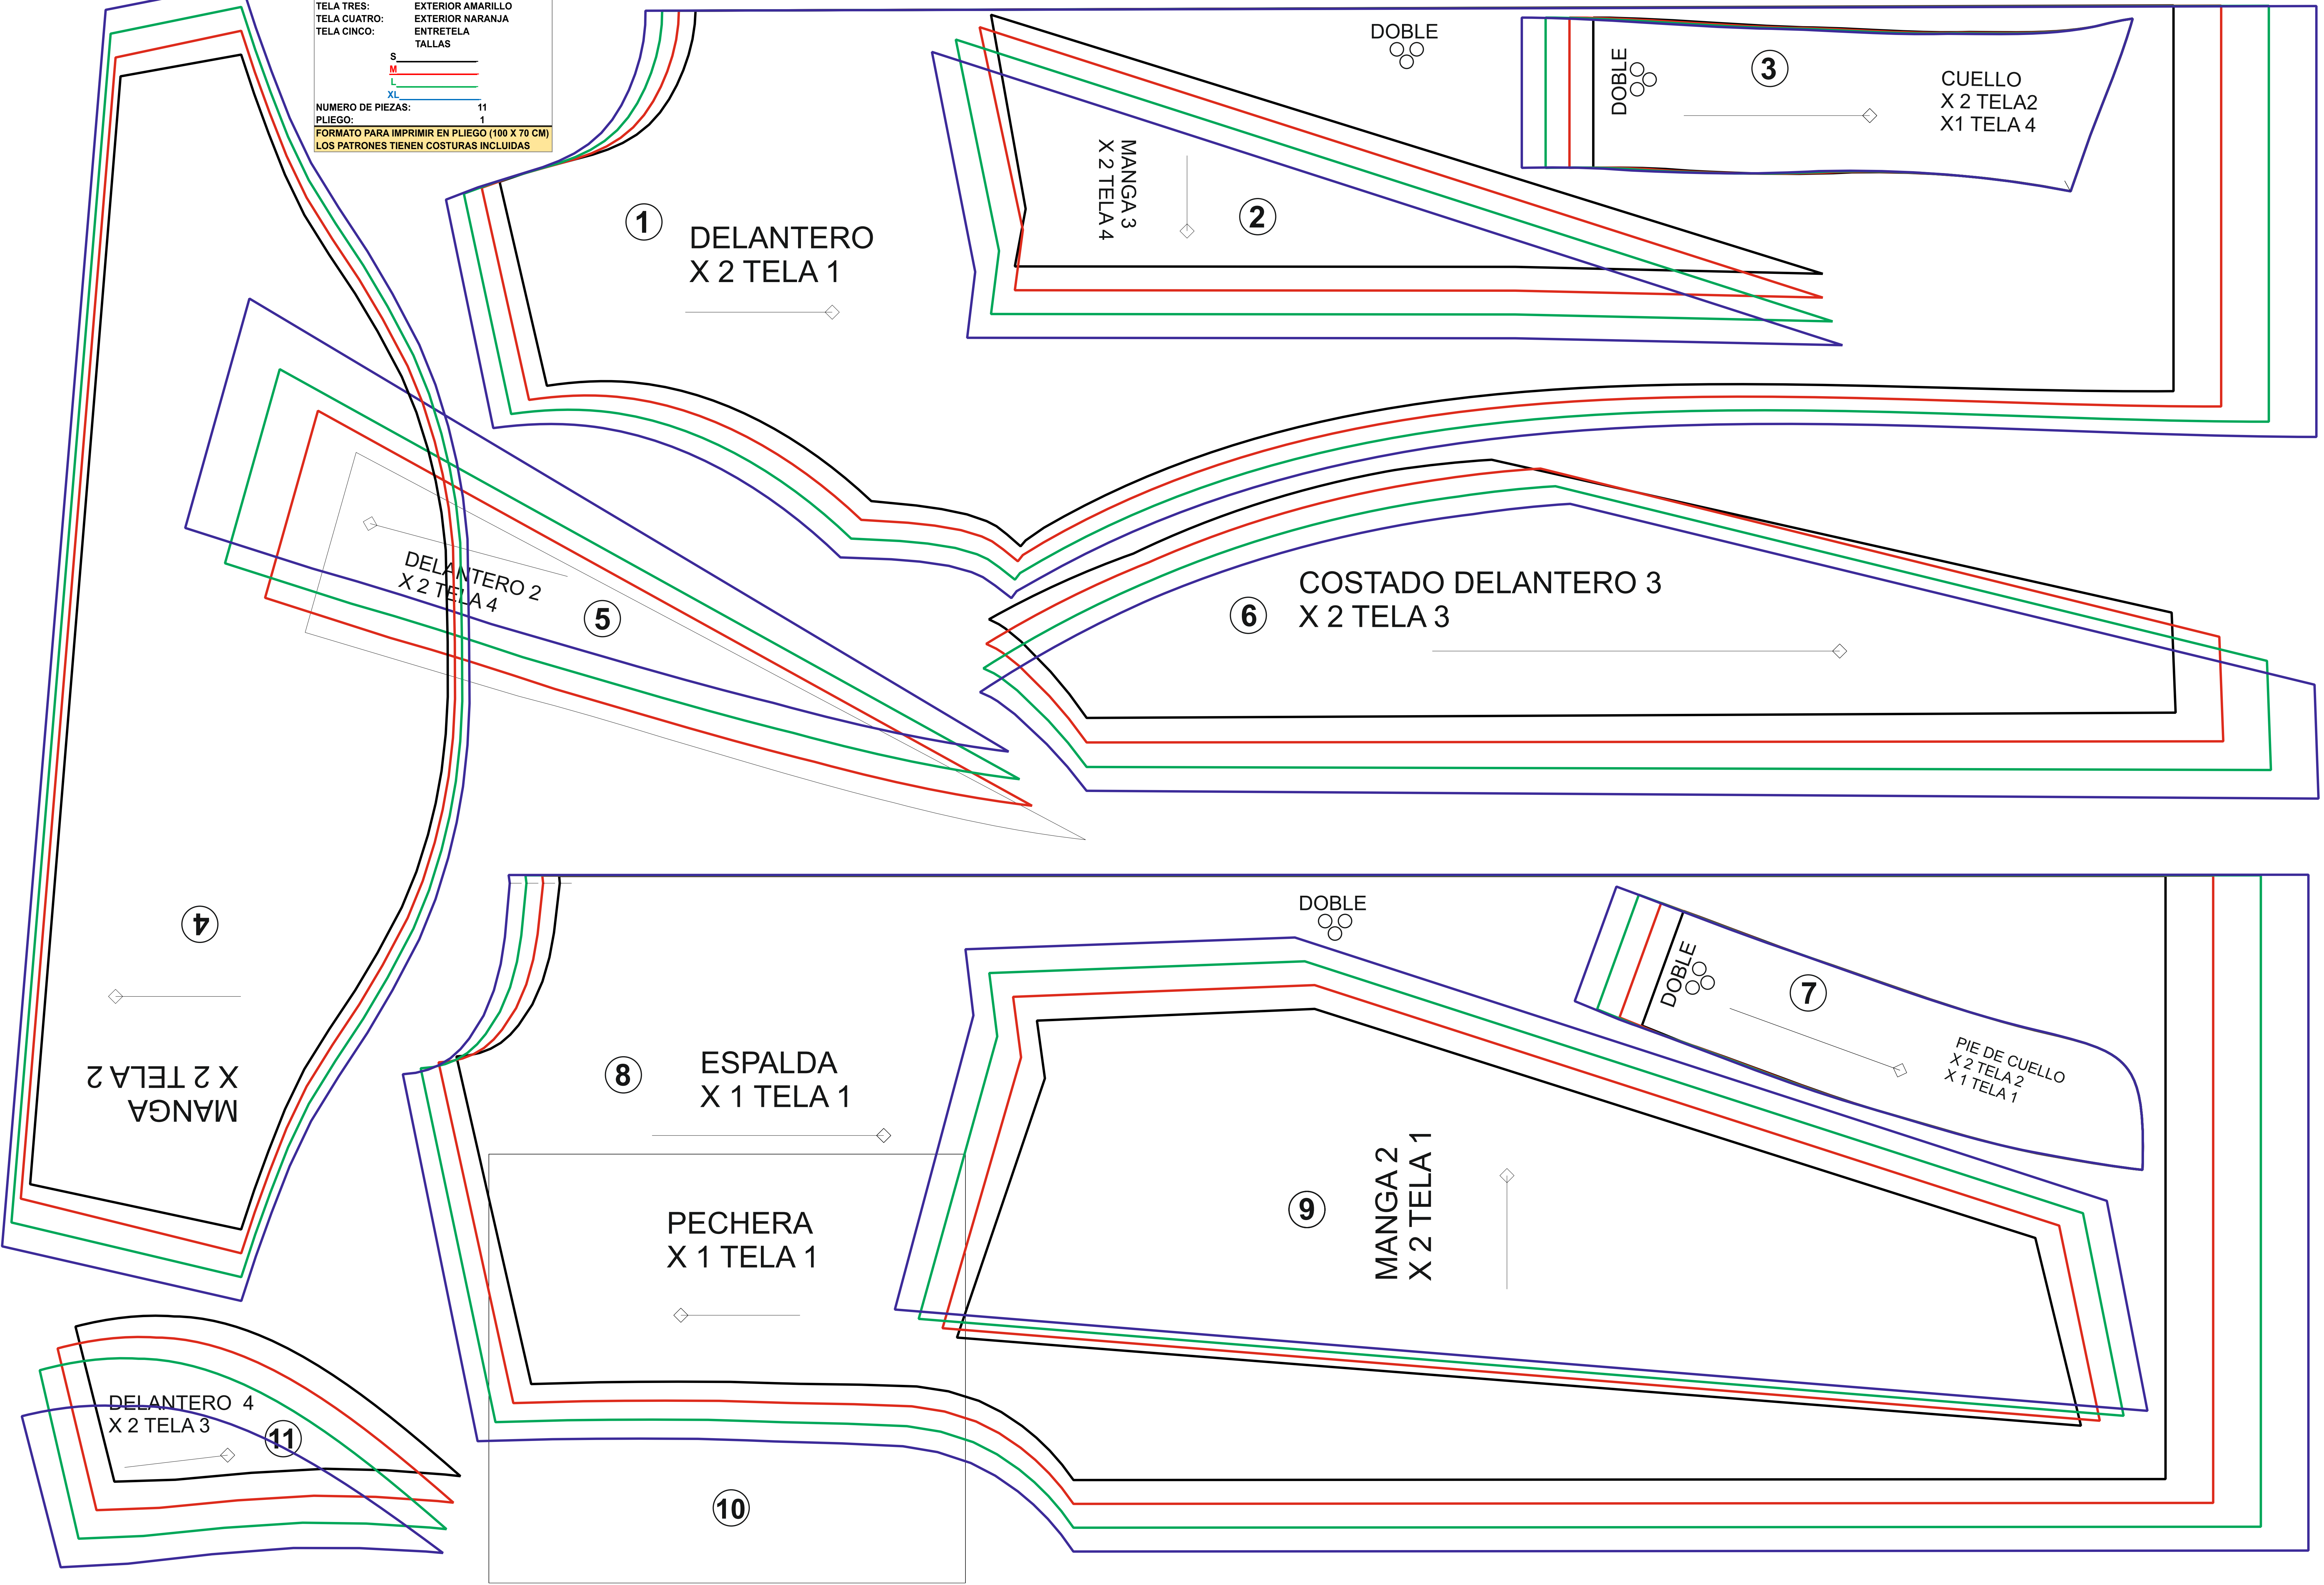 TELA TRES: EXTERIOR AMARILLO
TELA CUATRO: EXTERIOR NARANJA
TELA CINCO: ENTRETELA
TALLAS
S
M
L
XL
NUMERO DE PIEZAS: 11
PLIEGO: 1
FORMATO PARA IMPRIMIR EN PLIEGO (100 X 70 CM)
LOS PATRONES TIENEN COSTURAS INCLUIDAS
1
DELANTERO
X 2 TELA 1
DOBLE
MANGA 3
X 2 TELA 4
2
DOBLE
3
CUELLO
X 2 TELA2
X1 TELA 4
DELANTERO 2
X 2 TELA 4
5
6
COSTADO DELANTERO 3
X 2 TELA 3
4
MANGA
X 2 TELA 2
DOBLE
DOBLE
7
PIE DE CUELLO
X 2 TELA 2
X 1 TELA 1
8
ESPALDA
X 1 TELA 1
PECHERA
X 1 TELA 1
9
MANGA 2
X 2 TELA 1
DELANTERO 4
X 2 TELA 3
11
10